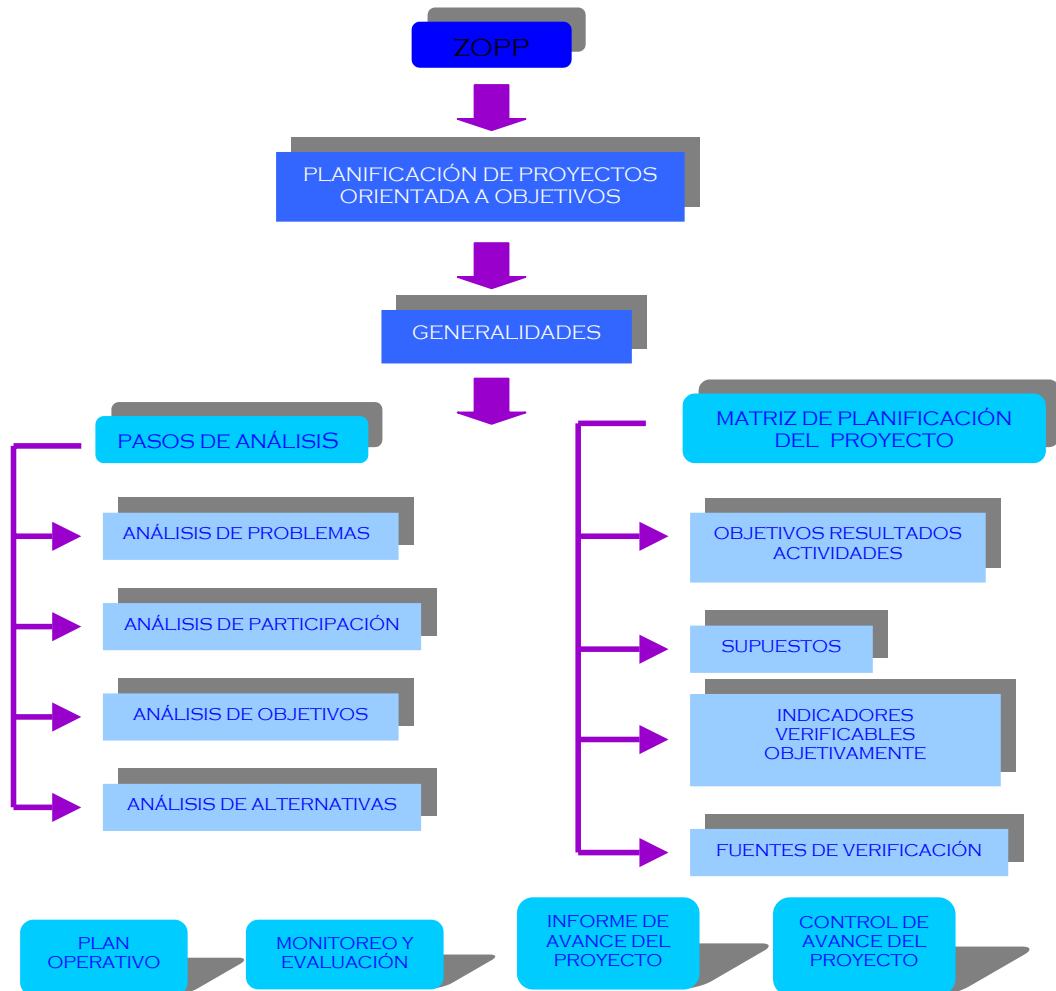 ZOPP
PLANIFICACIÓN DE PROYECTOS
ORIENTADA A OBJETIVOS
GENERALIDADES
PASOS DE ANÁLISIS
ANÁLISIS DE PROBLEMAS
ANÁLISIS DE PARTICIPACIÓN
ANÁLISIS DE OBJETIVOS
ANÁLISIS DE ALTERNATIVAS
MATRIZ DE PLANIFICACIÓN
DEL PROYECTO
OBJETIVOS RESULTADOS
ACTIVIDADES
SUPUESTOS
INDICADORES
VERIFICABLES
OBJETIVAMENTE
FUENTES DE VERIFICACIÓN
PLAN
OPERATIVO
MONITOREO Y
EVALUACIÓN
INFORME DE
AVANCE DEL
PROYECTO
CONTROL DE
AVANCE DEL
PROYECTO